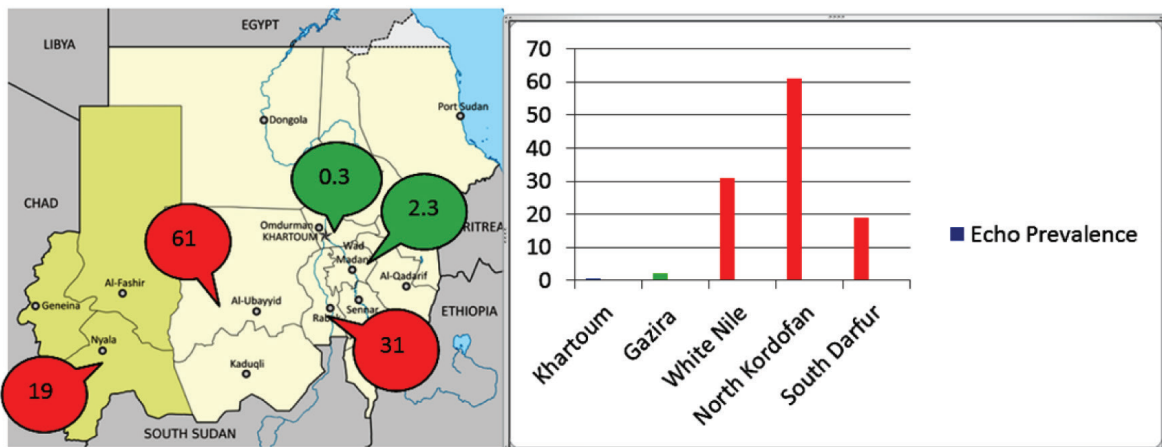 EGYPT
LIBYA
Port Sudan
Dongola
0.3
CHAD
2.3
Omdurman
KHARTOUM
ERITREA
61
Wad
Madani
Al-Fashir
Al-Qadarif
Geneina
Al-Ubayyid
Sennar
ETHIOPIA
Nyala
31
Kaduqli
19
SOUTH SUDAN
70
60
50
40
30
20
10
0
Khartoum
Gazira
White Nile
North Kordofan
South Darfur
Echo Prevalence